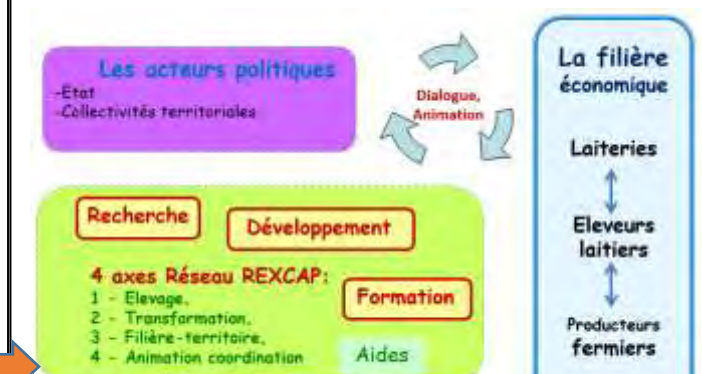 Les acteurs politiques
-Etat
-Collectivités territoriales
Dialogue,
Animation
La filière
économique
Laiteries
Eleveurs
laitiers
Producteurs
fermiers
Recherche
Développement
4 axes Réseau REXCAP:
1 - Elevage,
2 - Transformation,
3 - Filière-territoire,
4 - Animation coordination
Formation
Aides